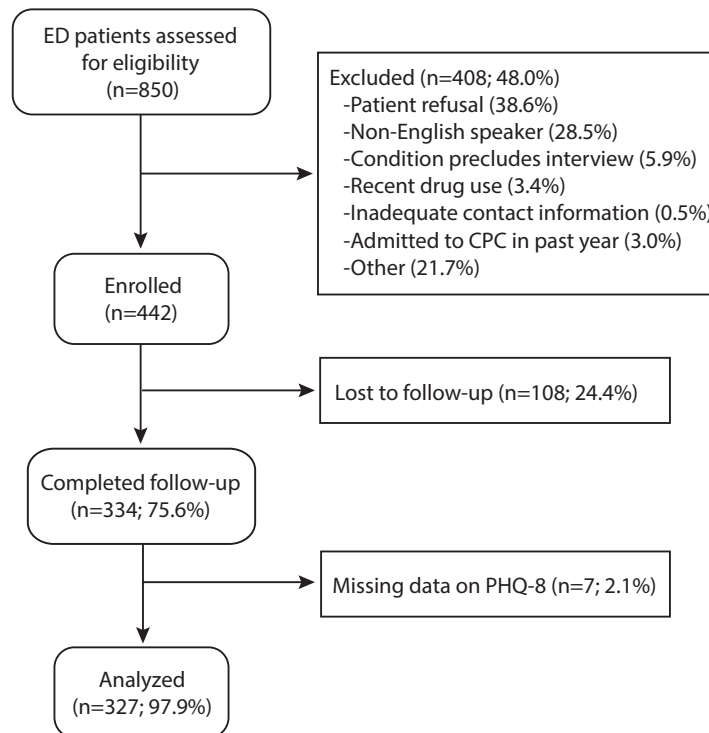 ED patients assessed
for eligibility
(n=850)
Excluded (n=408; 48.0%)
-Patient refusal (38.6%)
-Non-English speaker (28.5%)
-Condition precludes interview (5.9%)
-Recent drug use (3.4%)
-Inadequate contact information (0.5%)
-Admitted to CPC in past year (3.0%)
-Other (21.7%)
Enrolled
(n=442)
Lost to follow-up (n=108; 24.4%)
Completed follow-up
(n=334; 75.6%)
Missing data on PHQ-8 (n=7; 2.1%)
Analyzed
(n=327; 97.9%)